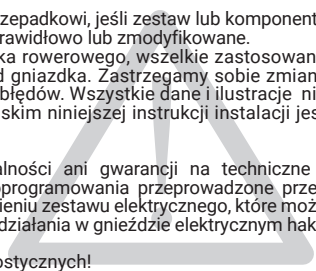 zepadkowi, jeśli zestaw lub komponent
rawidłowo lub zmodyfikowane.
ka rowerowego, wszelkie zastosowan
d gniazdka. Zastrzegamy sobie zmian
błędów. Wszystkie dane i ilustracje ni
skim niniejszej instrukcji instalacji jes
alności ani gwarancji na techniczne
oprogramowania przeprowadzone prze
ieniu zestawu elektrycznego, które moż
działania w gnieździe elektrycznym hak
ostycznych!